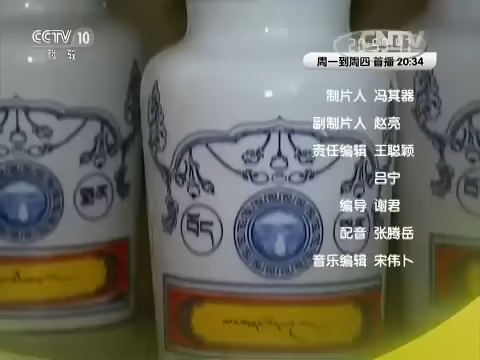 CCTV 10
科教
CNTV
周一到周四 首播 20:34
制片人 冯其器
副制片人 赵亮
责任编辑 王聪颖
吕宁
编导 谢君
配音 张腾岳
音乐编辑 宋伟卜